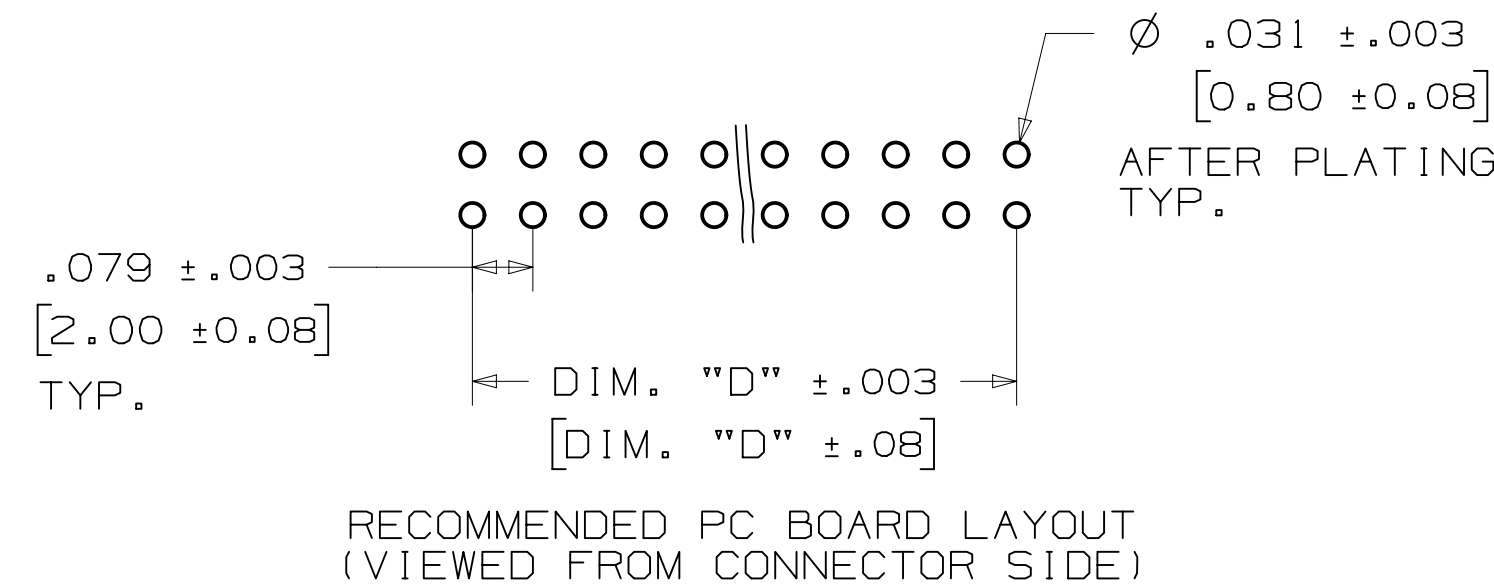 Ø .031 ±.003
[0.80 ±0.08]
AFTER PLATING
TYP.
.079 ±.003
[2.00 ±0.08]
TYP.
DIM. "D" ±.003
[DIM. "D" ±.08]
RECOMMENDED PC BOARD LAYOUT
(VIEWED FROM CONNECTOR SIDE)